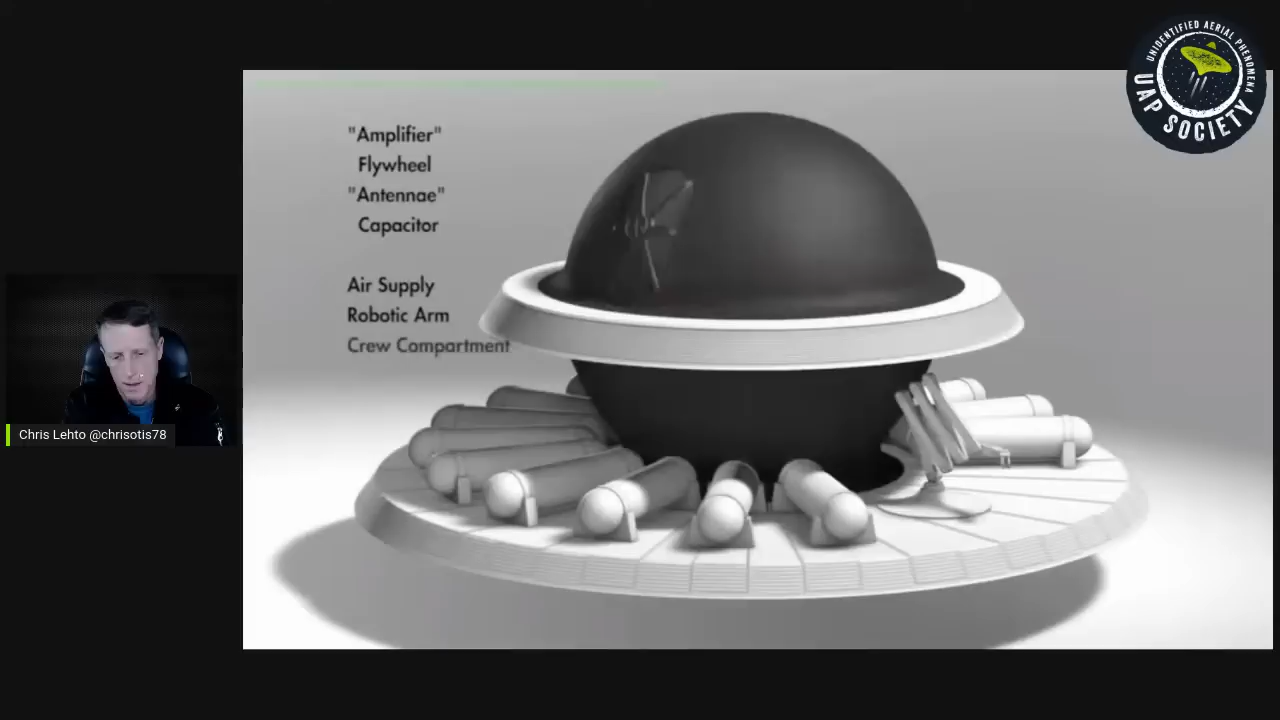 "Amplifier"
Flywheel
"Antennae"
Capacitor
Air Supply
Robotic Arm
Crew Compartment
Chris Lehto @chrisotis78
UNIDENTIFIED AERIAL PHENOMENA
UAP SOCIETY